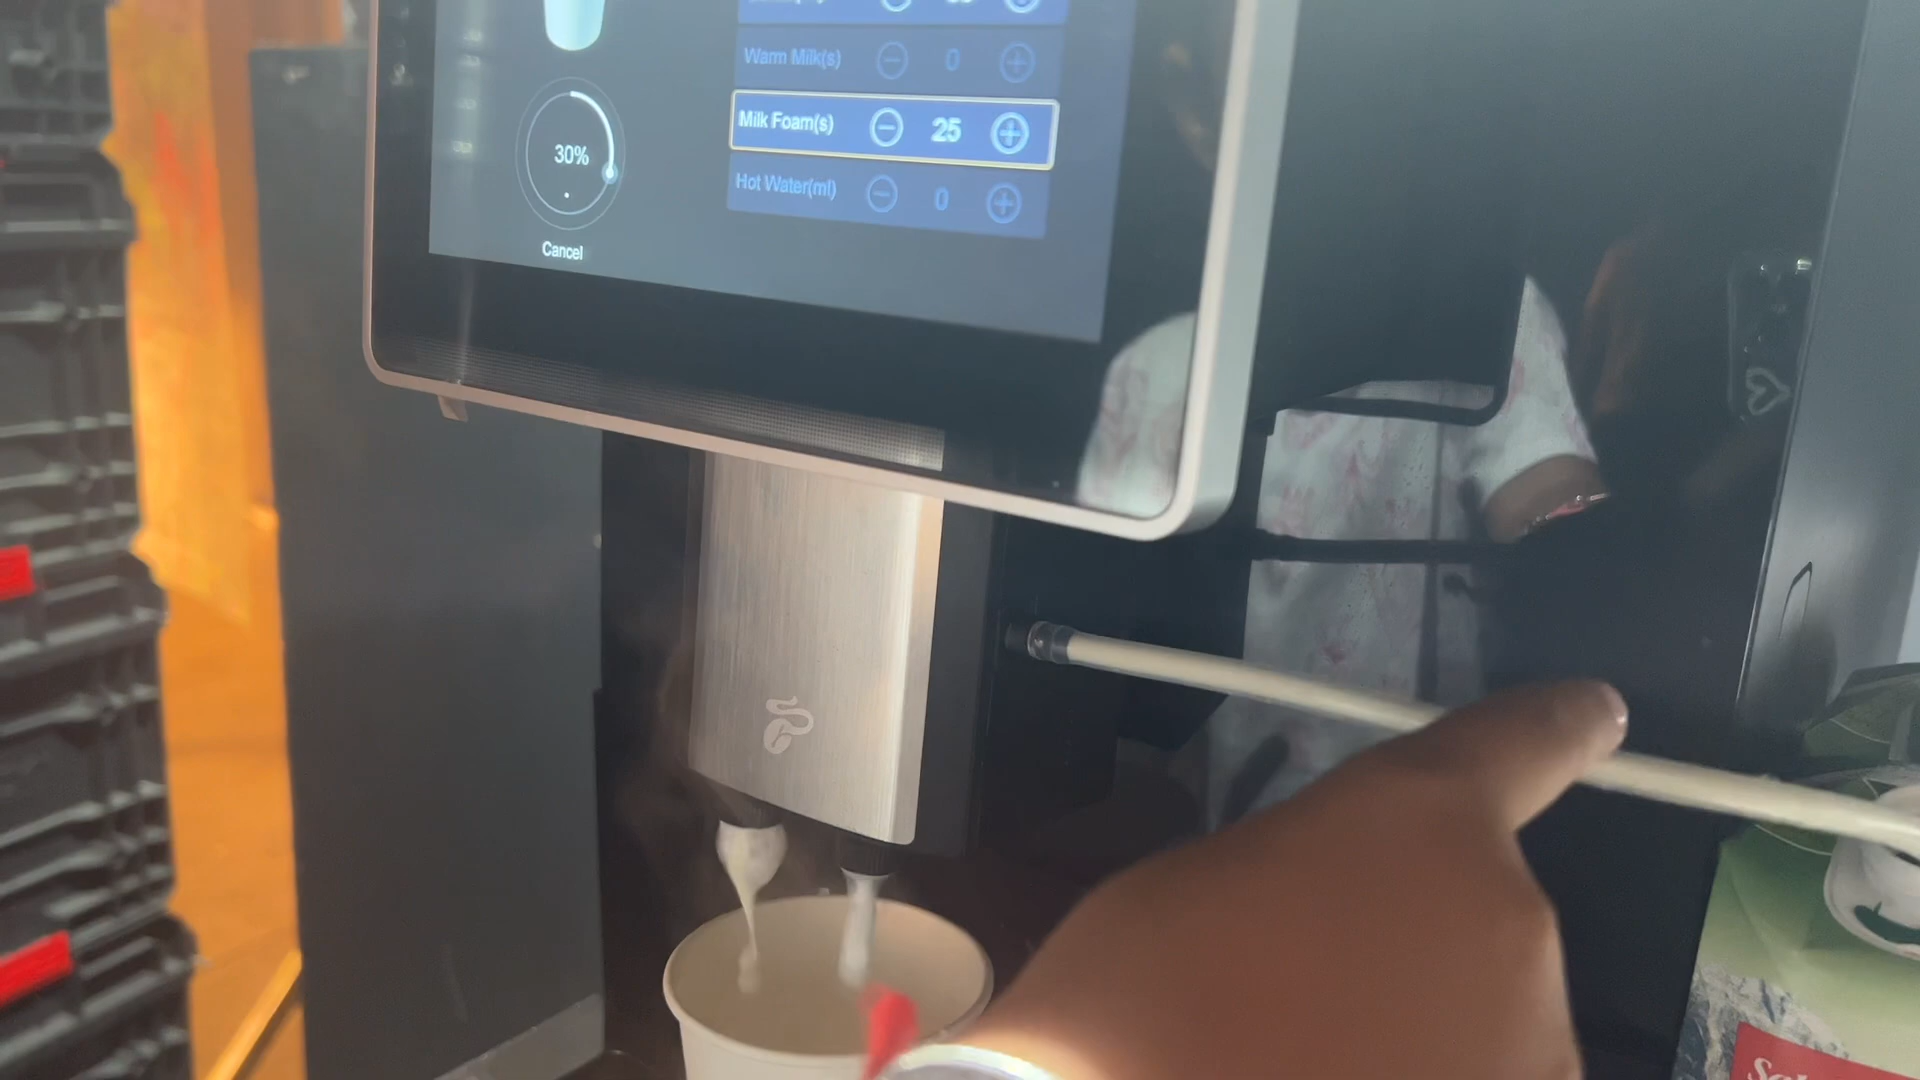 Warm Milk(s) 0
30%
Milk Foam(s) 25
Hot Water(ml) 0
Cancel